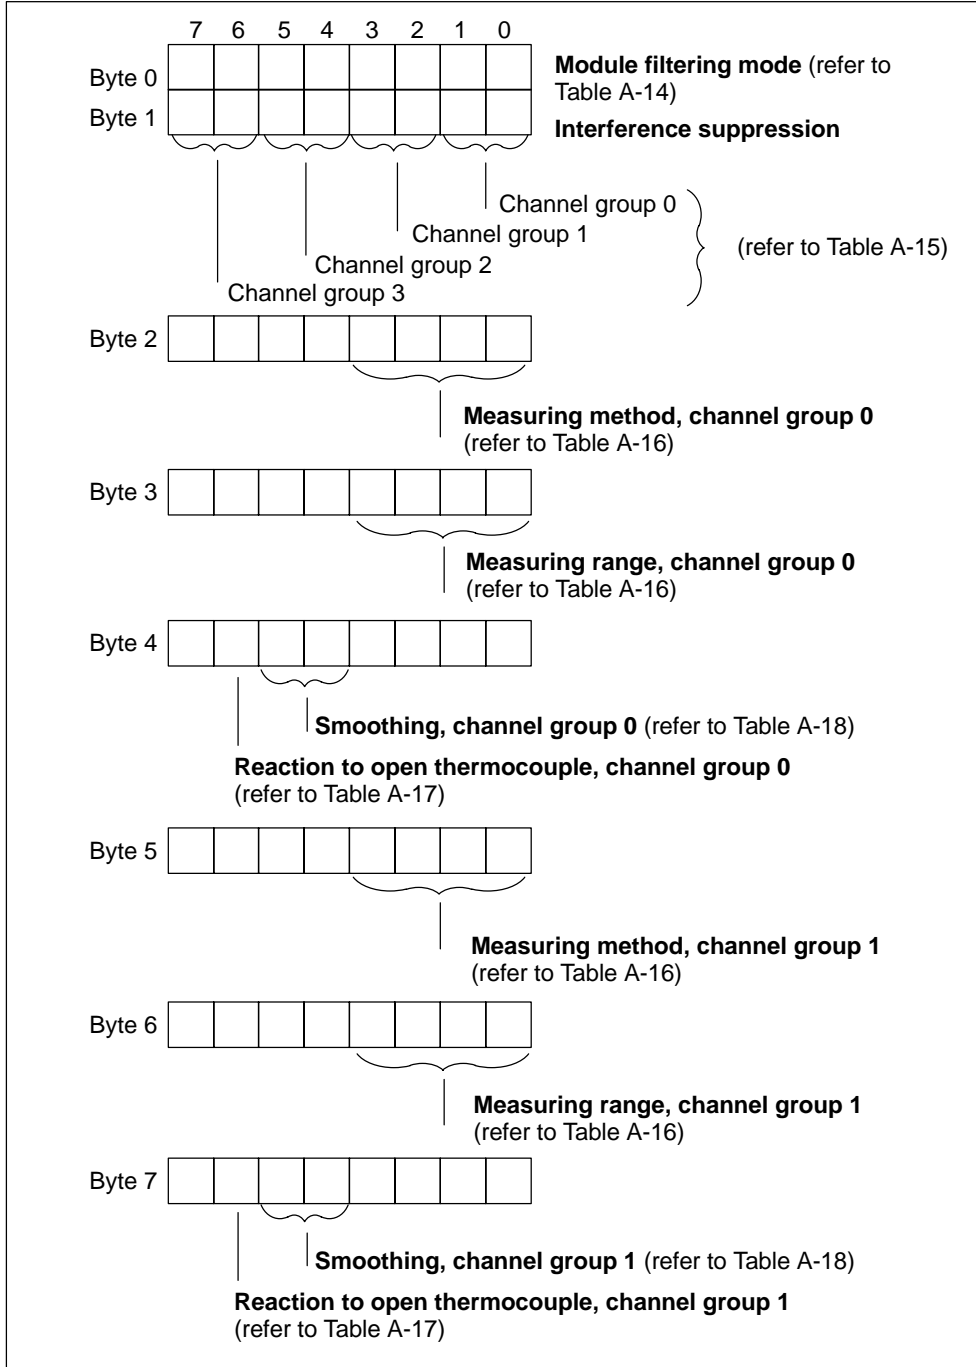 7 6 5 4 3 2 1 0
Byte 0
Module filtering mode (refer to
Table A-14)
Byte 1
Interference suppression
Channel group 0
Channel group 1
(refer to Table A-15)
Channel group 2
Channel group 3
Byte 2
Measuring method, channel group 0
(refer to Table A-16)
Byte 3
Measuring range, channel group 0
(refer to Table A-16)
Byte 4
Smoothing, channel group 0 (refer to Table A-18)
Reaction to open thermocouple, channel group 0
(refer to Table A-17)
Byte 5
Measuring method, channel group 1
(refer to Table A-16)
Byte 6
Measuring range, channel group 1
(refer to Table A-16)
Byte 7
Smoothing, channel group 1 (refer to Table A-18)
Reaction to open thermocouple, channel group 1
(refer to Table A-17)